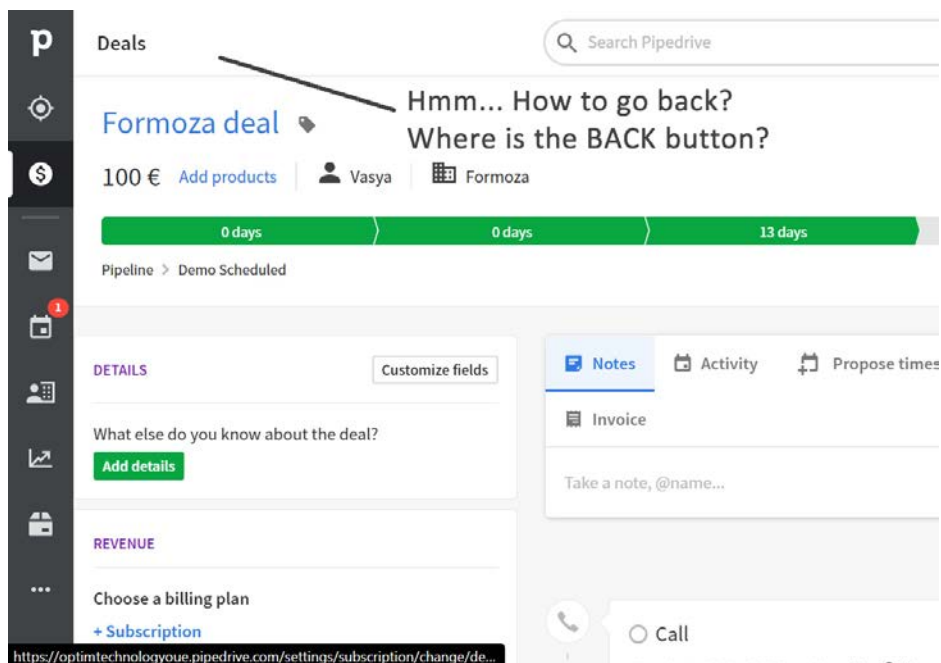 p
Deals
Search Pipedrive
Hmm... How to go back?
Where is the BACK button?
Formoza deal
100 € Add products Vasya Formoza
0 days 0 days 13 days
Pipeline > Demo Scheduled
1
DETAILS
Customize fields
What else do you know about the deal?
Add details
Notes Activity Propose times
Invoice
Take a note, @name...
REVENUE
Choose a billing plan
+ Subscription
Call
https://optimtechnologyoue.pipedrive.com/settings/subscription/change/de...